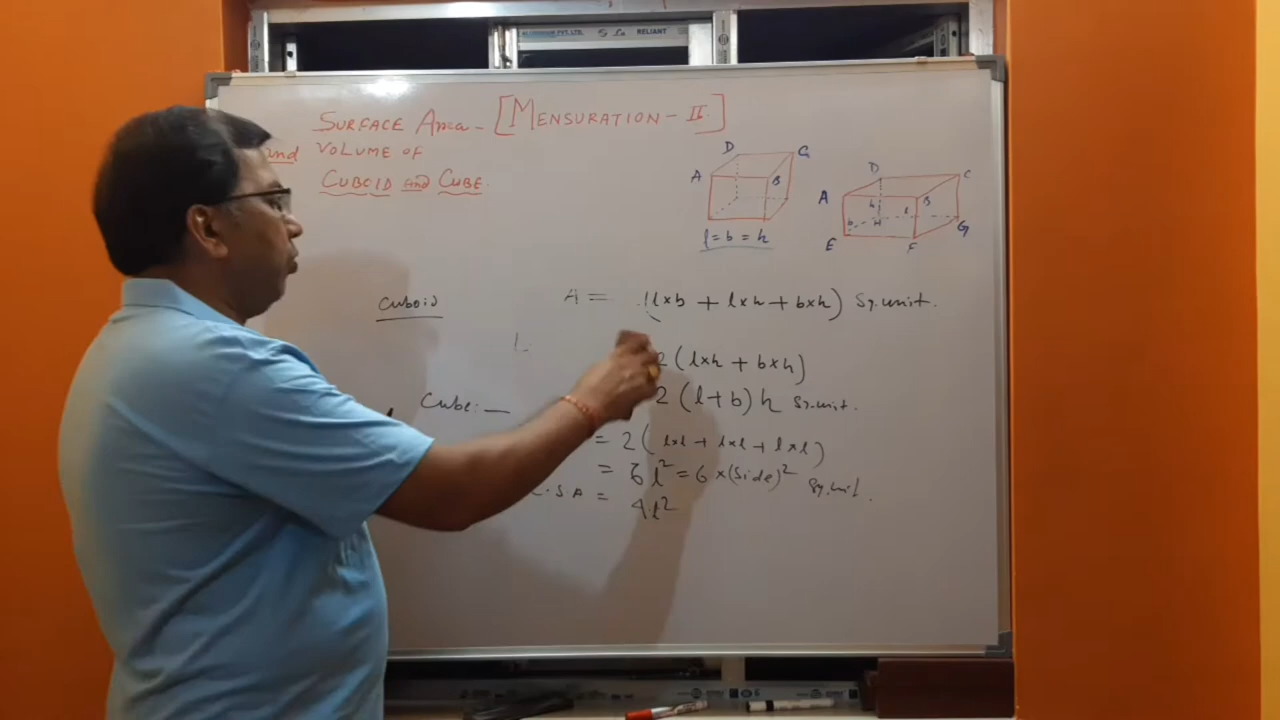 RELIANT
SURFACE Area - [MENSURATION - II]
and VOLUME OF
CUBOID and CUBE.
D G
A B
l = b = h
D C
A B
h l
b H
E F G
Cuboid A = (l×b + l×h + b×h) Sq. unit.
L
2 (l×h + b×h)
2 (l+b) h Sq. unit.
Cube: —
= 2 ( l×l + l×l + l×l )
= 6 l² = 6 × (Side)² Sq. unit.
C.S.A = 4l²